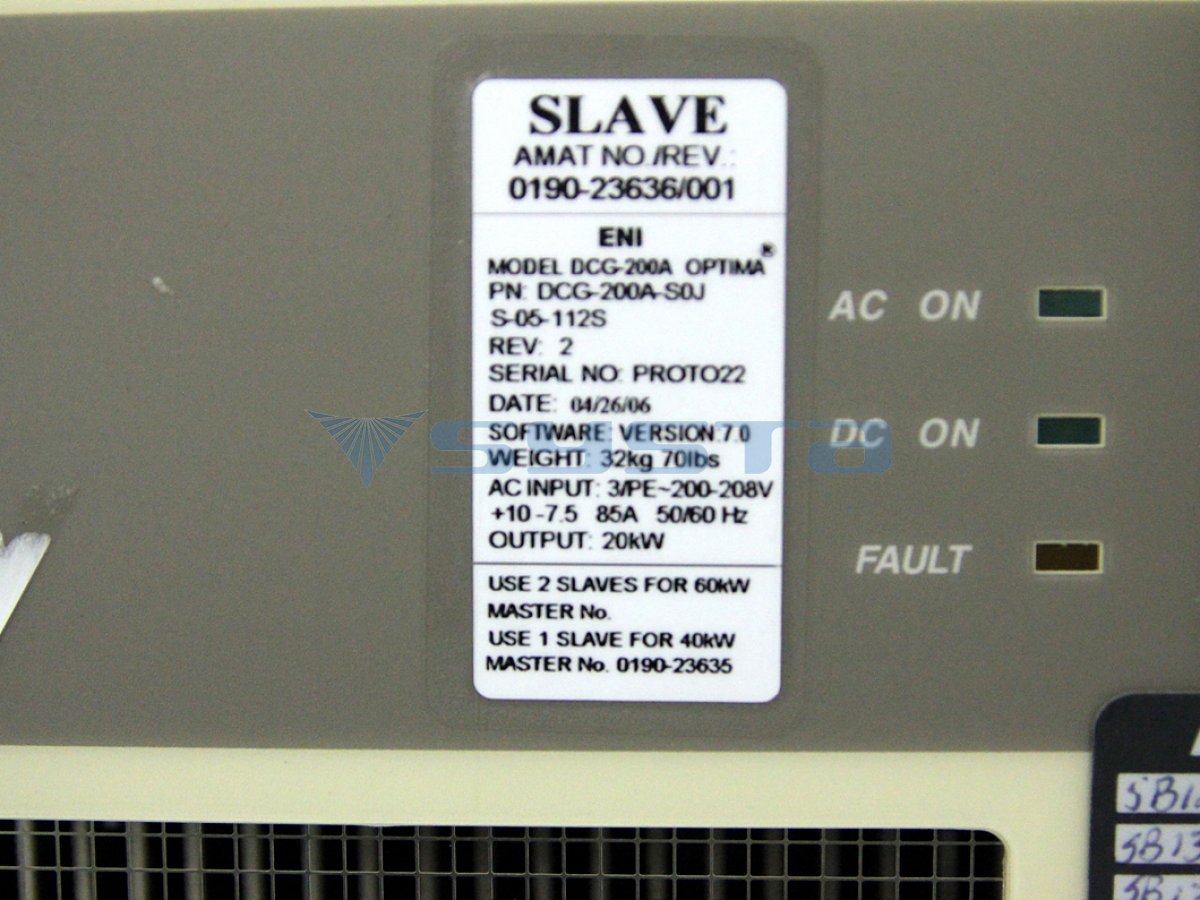 SLAVE
AMAT NO./REV.:
0190-23636/001
ENI
MODEL DCG-200A OPTIMA®
PN: DCG-200A-S0J
S-05-112S
REV: 2
SERIAL NO: PROTO22
DATE: 04/26/06
SOFTWARE VERSION:7.0
WEIGHT: 32kg 70lbs
AC INPUT: 3/PE~200-208V
+10 -7.5 85A 50/60 Hz
OUTPUT: 20kW
USE 2 SLAVES FOR 60kW
MASTER No.
USE 1 SLAVE FOR 40kW
MASTER No. 0190-23635
AC ON
DC ON
FAULT